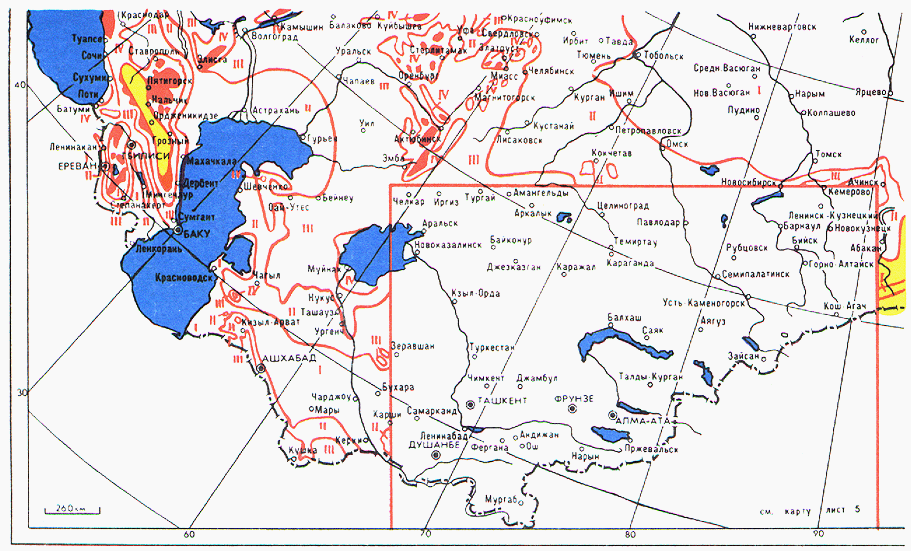 Краснодар
Туапсе
Сочи
Ставрополь
Сухуми
Пятигорск
Поти
Нальчик
Батуми
Орджоникидзе
Грозный
Ленинакан
ТБИЛИСИ
ЕРЕВАН
Махачкала
Дербент
Мингечаур
Степанакерт
Сумгаит
БАКУ
Ленкорань
Красноводск
Элиста
Волгоград
Камышин
Балаково
Куйбышев
Уральск
Чапаев
Астрахань
Гурьев
Уил
Эмба
Актюбинск
Оренбург
Стерлитамак
Уфа
Свердловск
Красноуфимск
Златоуст
Миасс
Челябинск
Магнитогорск
Кустанай
Лисаковск
Ирбит
Тавда
Тюмень
Тобольск
Курган
Ишим
Петропавловск
Кокчетав
Омск
Нижневартовск
Келлог
Средн.Васюган
Нов.Васюган
Нарым
Ярцево
Пудино
Колпашево
Томск
Новосибирск
Кемерово
Ачинск
Ленинск-Кузнецкий
Барнаул
Новокузнецк
Бийск
Абакан
Горно-Алтайск
Кош Агач
Шевченко
Сай-Утес
Бейнеу
Челкар
Иргиз
Тургай
Амангельды
Аркалык
Целиноград
Павлодар
Аральск
Новоказалинск
Байконур
Темиртау
Караганда
Рубцовск
Джезказган
Каражал
Семипалатинск
Кзыл-Орда
Усть-Каменогорск
Муйнак
Чагыл
Нукус
Ташауз
Ургенч
Кизыл-Арват
Зеравшан
Туркестан
Балхаш
Саяк
Аягуз
Зайсан
АШХАБАД
Чимкент
Джамбул
Талды-Курган
Бухара
Чарджоу
Мары
Карши
Самарканд
ТАШКЕНТ
ФРУНЗЕ
АЛМА-АТА
Ленинабад
Андижан
Фергана
Ош
ДУШАНБЕ
Нарын
Пржевальск
Керки
Кушка
Мургаб
см. карту лист 5
260 км
40
30
60
70
80
90